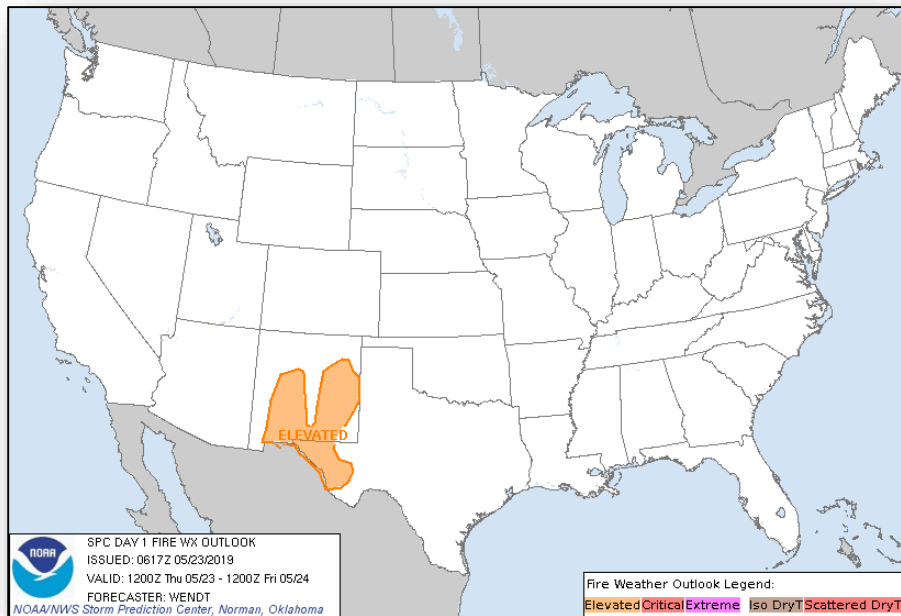 ELEVATED
SPC DAY 1 FIRE WX OUTLOOK
ISSUED: 0617Z 05/23/2019
VALID: 1200Z Thu 05/23 - 1200Z Fri 05/24
FORECASTER: WENDT
NOAA
NOAA/NWS Storm Prediction Center, Norman, Oklahoma
Fire Weather Outlook Legend:
Elevated Critical Extreme Iso DryT Scattered DryT